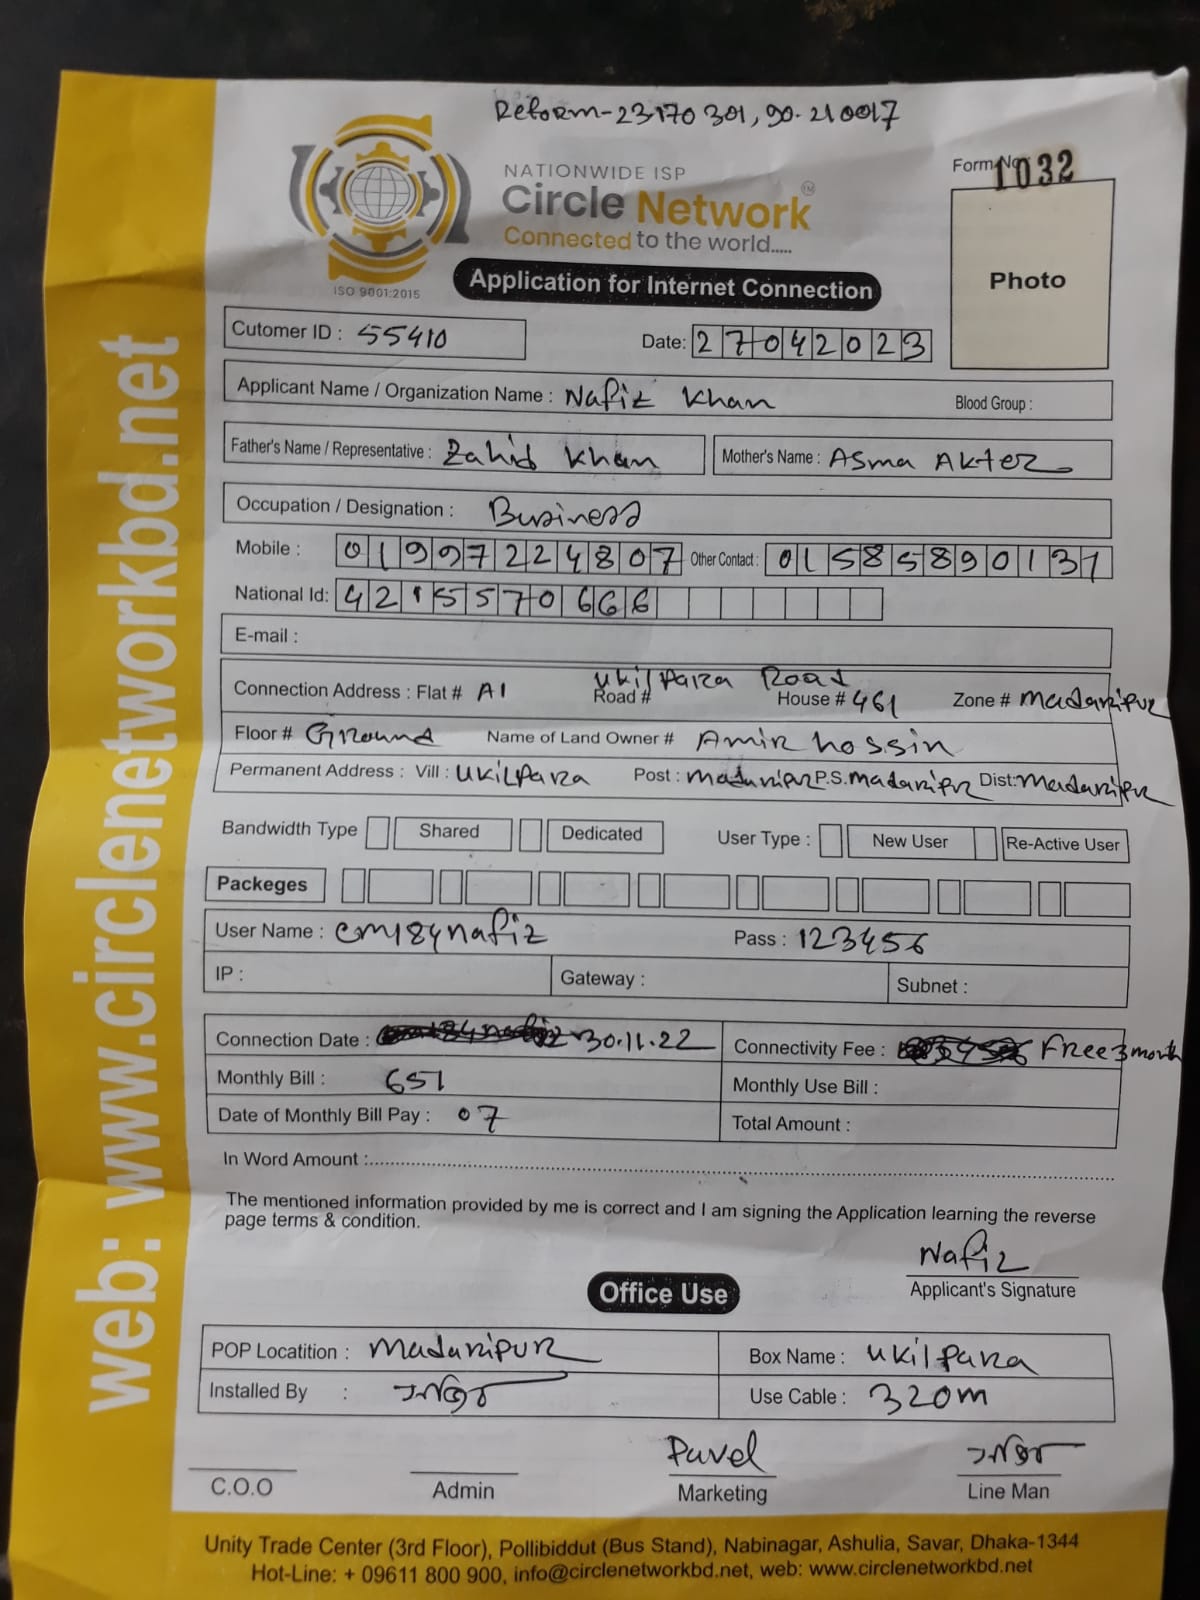 Reform-23170301, 90.210017
NATIONWIDE ISP
Circle Network TM
Connected to the world.....
ISO 9001:2015
Form No 1032
Photo
Application for Internet Connection
Cutomer ID : 55410
Date: 27042023
Applicant Name / Organization Name : Nafiz Khan
Blood Group :
Father's Name / Representative : Zahid Khan
Mother's Name : Asma Akter
Occupation / Designation : Business
Mobile : 01997224807 Other Contact : 01585890131
National Id: 4215570666
E-mail :
Connection Address : Flat # A1 Road # Ukilpara Road House # 461 Zone # Madaripur
Floor # Ground Name of Land Owner # Amir hossin
Permanent Address : Vill : Ukilpara Post : Madaripur P.S. Madaripur Dist: Madaripur
Bandwidth Type Shared Dedicated User Type : New User Re-Active User
Packeges
User Name : cm184nafiz Pass : 123456
IP : Gateway : Subnet :
Connection Date : 30.11.22 Connectivity Fee : Free 3 month
Monthly Bill : 651 Monthly Use Bill :
Date of Monthly Bill Pay : 07 Total Amount :
In Word Amount :
The mentioned information provided by me is correct and I am signing the Application learning the reverse
page terms & condition.
Nafiz
Applicant's Signature
Office Use
POP Locatition : Madaripur Box Name : Ukilpara
Installed By : Use Cable : 320m
Pavel
C.O.O Admin Marketing Line Man
Unity Trade Center (3rd Floor), Pollibiddut (Bus Stand), Nabinagar, Ashulia, Savar, Dhaka-1344
Hot-Line: + 09611 800 900, info@circlenetworkbd.net, web: www.circlenetworkbd.net
web: www.circlenetworkbd.net